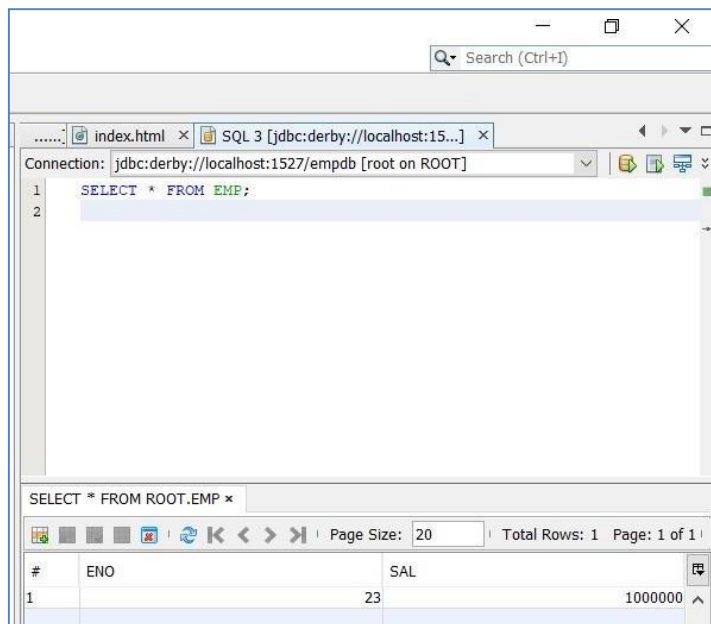 Search (Ctrl+I)
......] index.html × SQL 3 [jdbc:derby://localhost:15...] ×
Connection: jdbc:derby://localhost:1527/empdb [root on ROOT]
1 SELECT * FROM EMP;
2
SELECT * FROM ROOT.EMP ×
Page Size: 20 Total Rows: 1 Page: 1 of 1
# ENO SAL
1 23 1000000